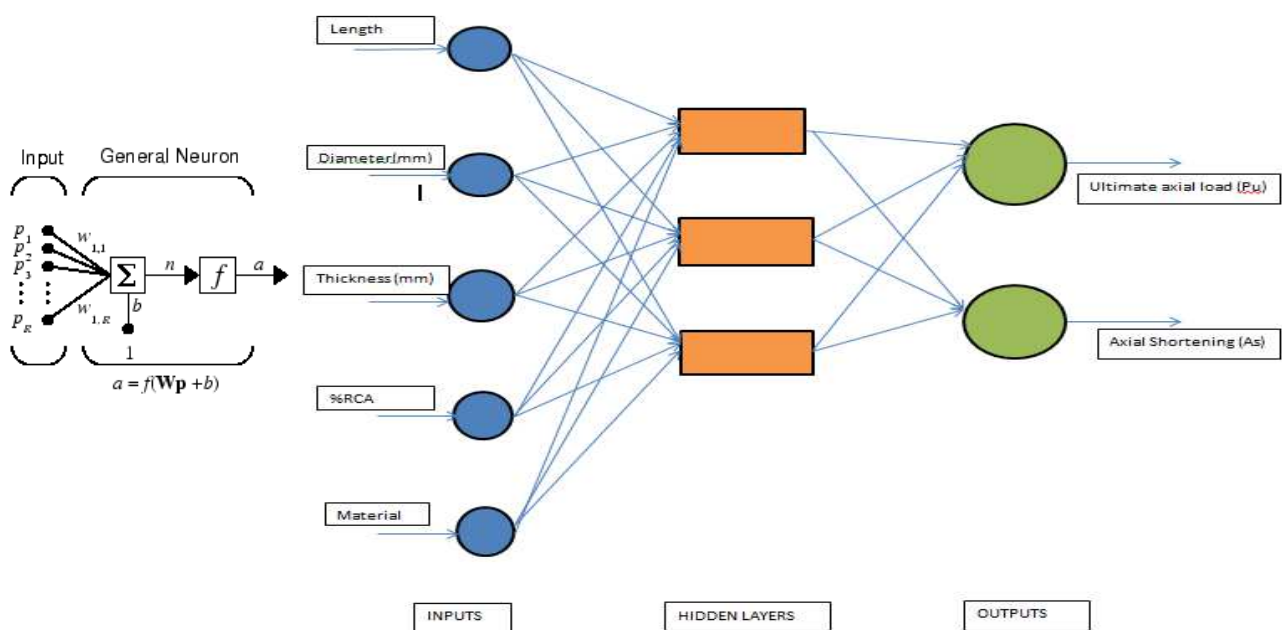 Input
General Neuron
p1
p2
p3
pR
w1,1
w1,R
Σ
n
f
a
b
1
a = f(Wp +b)
Length
Diameter(mm)
I
Thickness (mm)
%RCA
Material
Ultimate axial load (Pu)
Axial Shortening (As)
INPUTS
HIDDEN LAYERS
OUTPUTS